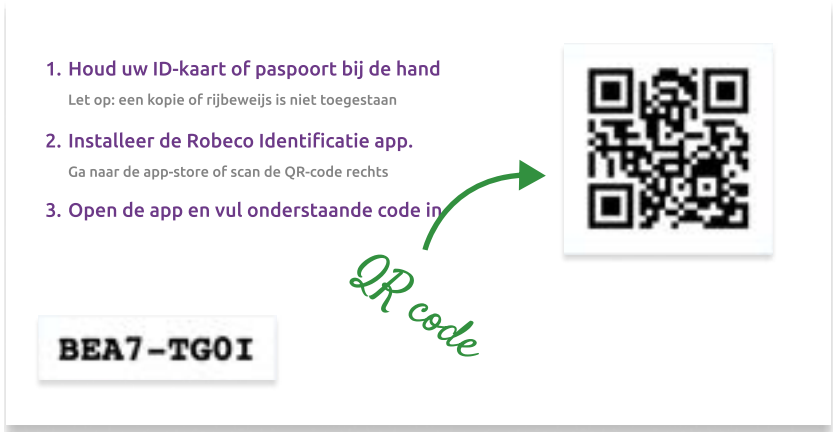 1. Houd uw ID-kaart of paspoort bij de hand
Let op: een kopie of rijbeweijs is niet toegestaan
2. Installeer de Robeco Identificatie app.
Ga naar de app-store of scan de QR-code rechts
3. Open de app en vul onderstaande code in
QR code
BEA7-TG0I